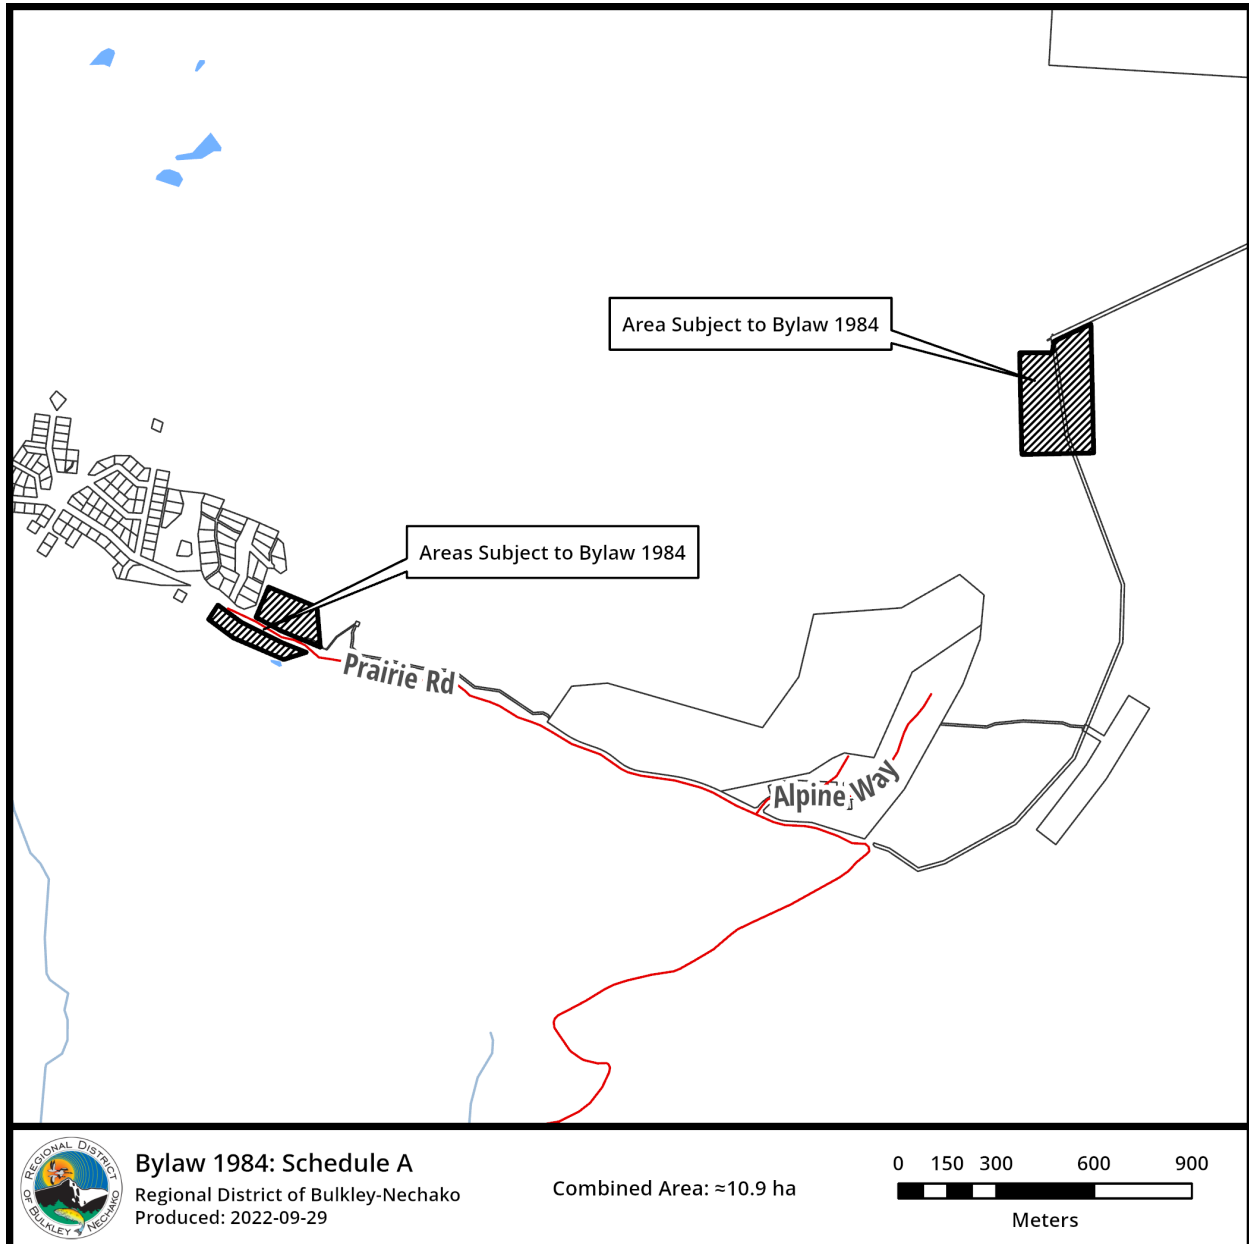 Area Subject to Bylaw 1984
Areas Subject to Bylaw 1984
Prairie Rd
Alpine Way
REGIONAL DISTRICT
OF BULKLEY NECHAKO
Bylaw 1984: Schedule A
Regional District of Bulkley-Nechako
Produced: 2022-09-29
Combined Area: ≈10.9 ha
0 150 300 600 900
Meters